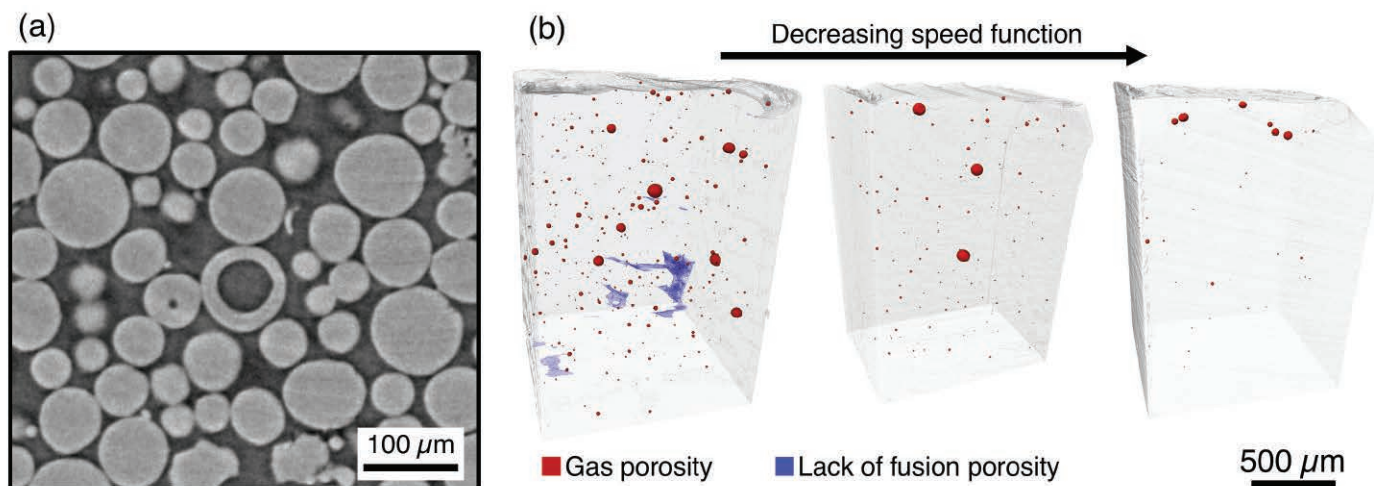 (a)
100 µm
(b)
Decreasing speed function
Gas porosity
Lack of fusion porosity
500 µm